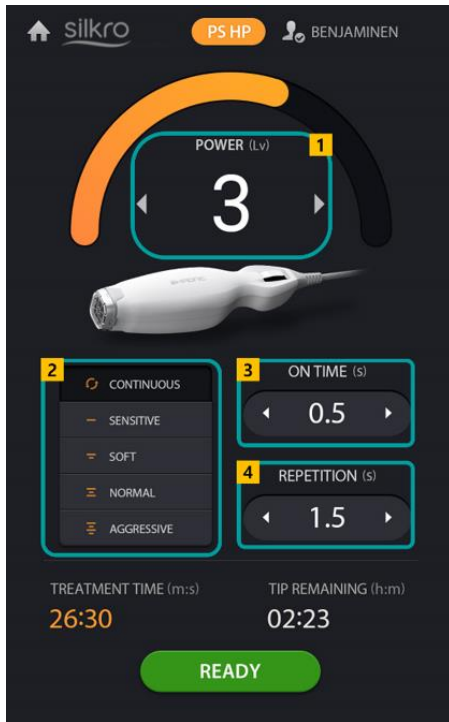 silkro PS HP BENJAMINEN
POWER (Lv) 1
3
2
CONTINUOUS
SENSITIVE
SOFT
NORMAL
AGGRESSIVE
3 ON TIME (s)
0.5
4 REPETITION (s)
1.5
TREATMENT TIME (m:s)
26:30
TIP REMAINING (h:m)
02:23
READY